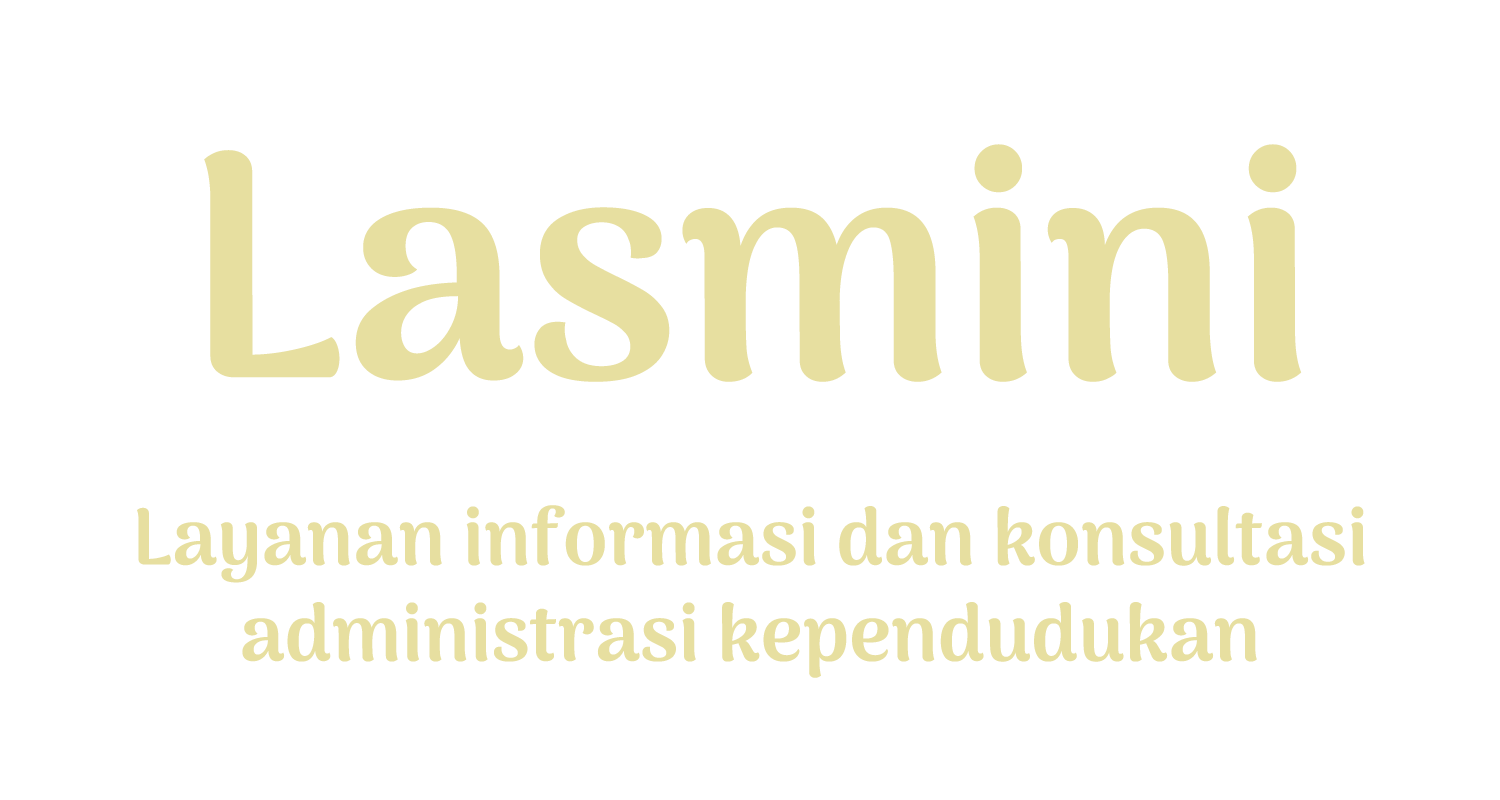 Lasmini
Layanan informasi dan konsultasi
administrasi kependudukan